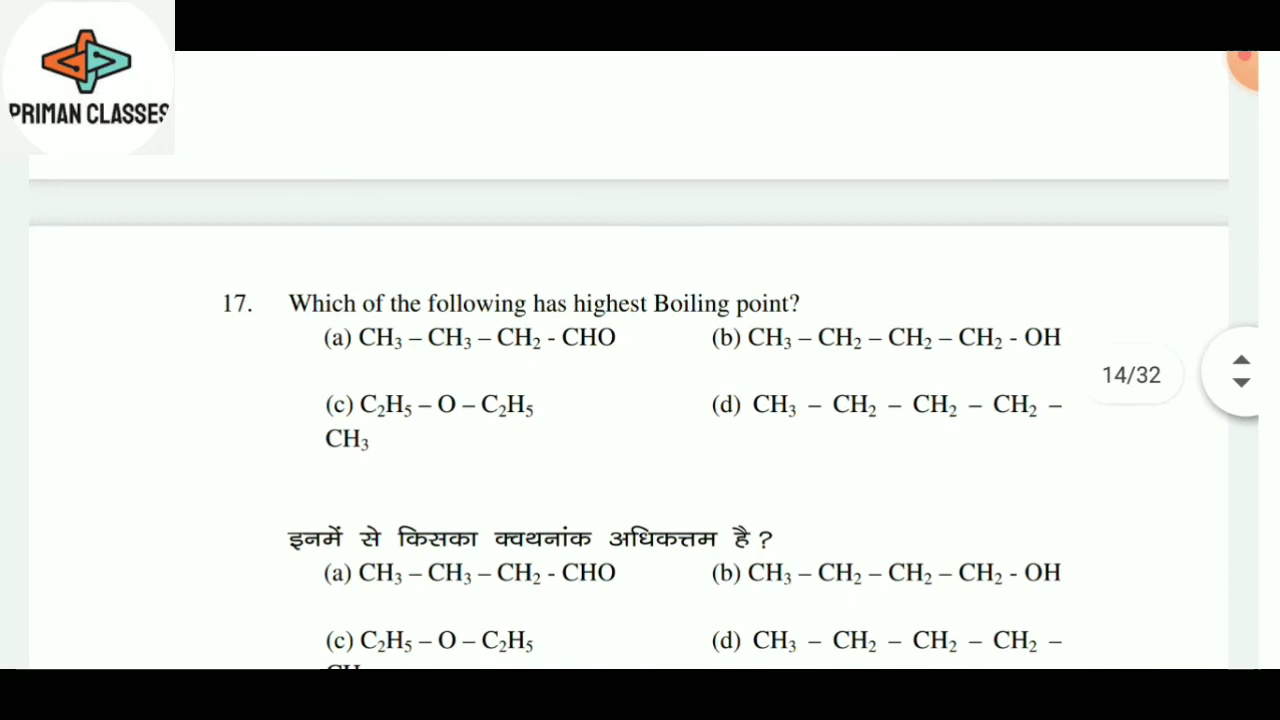 PRIMAN CLASSES
17. Which of the following has highest Boiling point?
(a) CH₃ – CH₃ – CH₂ - CHO (b) CH₃ – CH₂ – CH₂ – CH₂ - OH
14/32
(c) C₂H₅ – O – C₂H₅ (d) CH₃ – CH₂ – CH₂ – CH₂ –
CH₃
इनमें से किसका क्वथनांक अधिकत्तम है ?
(a) CH₃ – CH₃ – CH₂ - CHO (b) CH₃ – CH₂ – CH₂ – CH₂ - OH
(c) C₂H₅ – O – C₂H₅ (d) CH₃ – CH₂ – CH₂ – CH₂ –